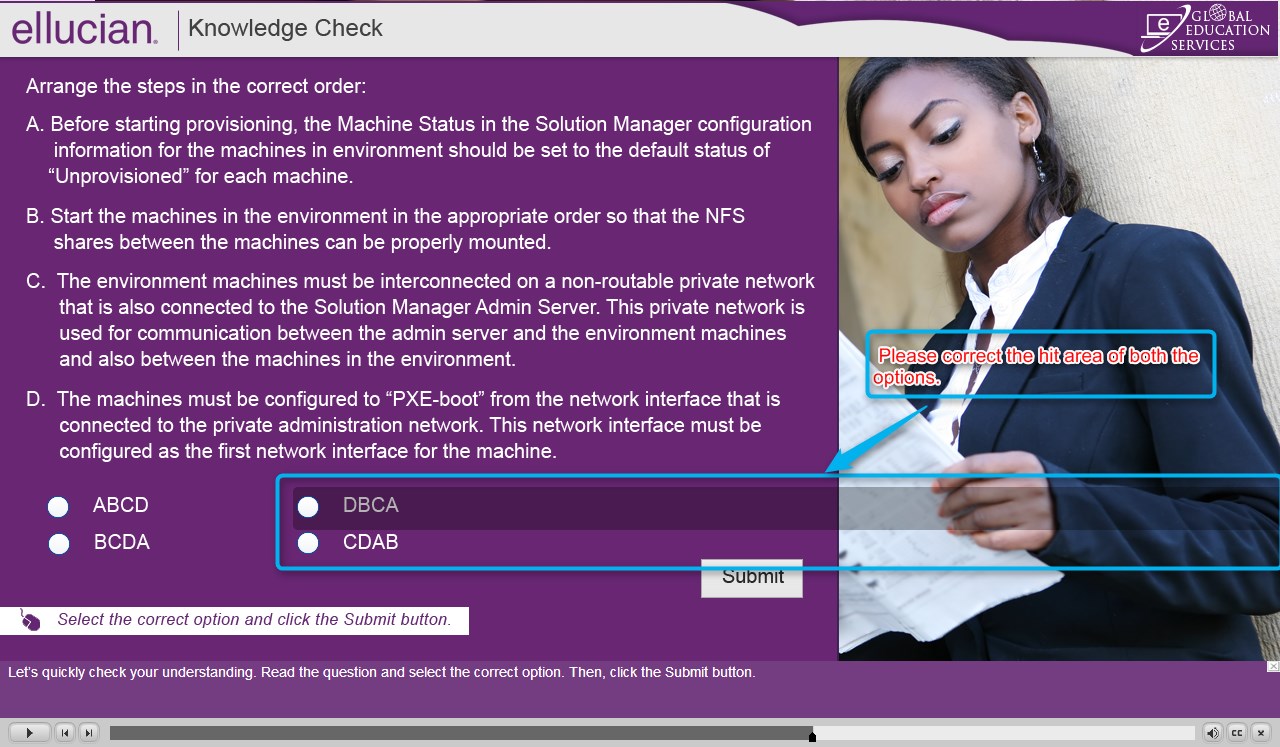 ellucian. Knowledge Check
GLOBAL
EDUCATION
SERVICES
Arrange the steps in the correct order:
A. Before starting provisioning, the Machine Status in the Solution Manager configuration
information for the machines in environment should be set to the default status of
“Unprovisioned” for each machine.
B. Start the machines in the environment in the appropriate order so that the NFS
shares between the machines can be properly mounted.
C. The environment machines must be interconnected on a non-routable private network
that is also connected to the Solution Manager Admin Server. This private network is
used for communication between the admin server and the environment machines
and also between the machines in the environment.
D. The machines must be configured to “PXE-boot” from the network interface that is
connected to the private administration network. This network interface must be
configured as the first network interface for the machine.
Please correct the hit area of both the
options.
ABCD DBCA
BCDA CDAB
Submit
Select the correct option and click the Submit button.
Let’s quickly check your understanding. Read the question and select the correct option. Then, click the Submit button.
CC